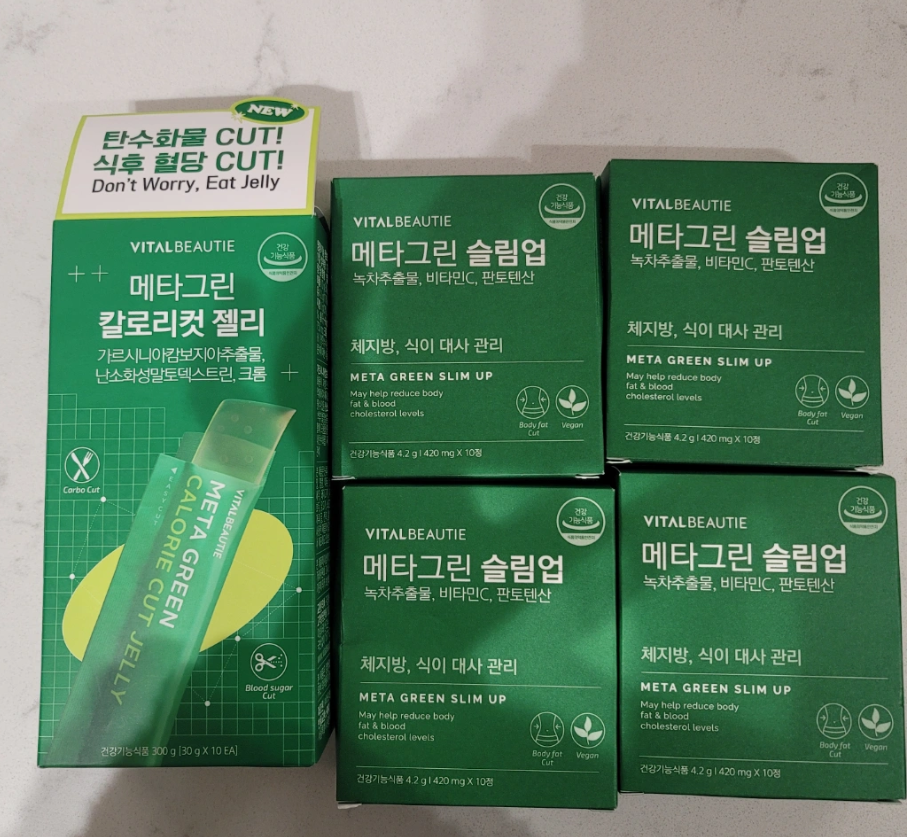 NEW
탄수화물 CUT!
식후 혈당 CUT!
Don't Worry, Eat Jelly
VITALBEAUTIE
건강
기능식품
메타그린
칼로리컷 젤리
가르시니아캄보지아추출물,
난소화성말토덱스트린, 크롬
Carbo Cut
VITALBEAUTIE
META GREEN
CALORIE CUT JELLY
Blood sugar
Cut
건강기능식품 300 g [30 g X 10 EA]
VITALBEAUTIE
건강
기능식품
메타그린 슬림업
녹차추출물, 비타민C, 판토텐산
체지방, 식이 대사 관리
META GREEN SLIM UP
May help reduce body
fat & blood
cholesterol levels
Body fat
Cut
Vegan
건강기능식품 4.2 g I 420 mg X 10정
VITALBEAUTIE
건강
기능식품
메타그린 슬림업
녹차추출물, 비타민C, 판토텐산
체지방, 식이 대사 관리
META GREEN SLIM UP
May help reduce body
fat & blood
cholesterol levels
Body fat
Cut
Vegan
건강기능식품 4.2 g I 420 mg X 10정
VITALBEAUTIE
건강
기능식품
메타그린 슬림업
녹차추출물, 비타민C, 판토텐산
체지방, 식이 대사 관리
META GREEN SLIM UP
May help reduce body
fat & blood
cholesterol levels
Body fat
Cut
Vegan
건강기능식품 4.2 g I 420 mg X 10정
VITALBEAUTIE
건강
기능식품
메타그린 슬림업
녹차추출물, 비타민C, 판토텐산
체지방, 식이 대사 관리
META GREEN SLIM UP
May help reduce body
fat & blood
cholesterol levels
Body fat
Cut
Vegan
건강기능식품 4.2 g I 420 mg X 10정